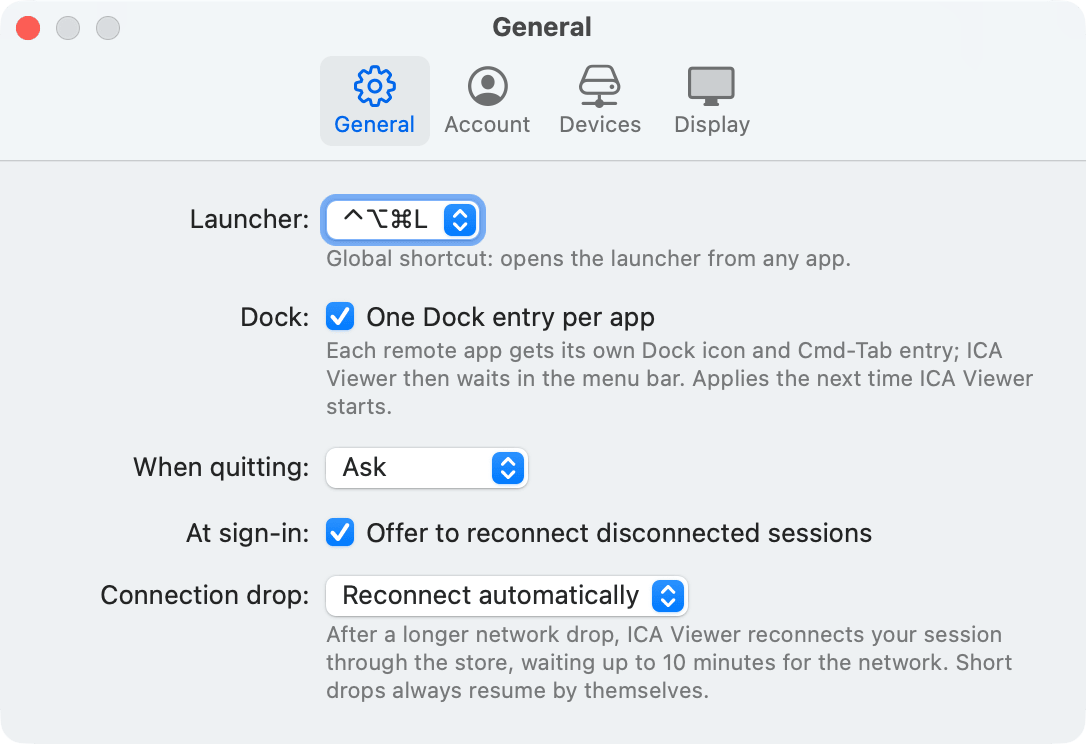 General
General
Account
Devices
Display
Launcher: ⌃⌥⌘L
Global shortcut: opens the launcher from any app.
Dock: One Dock entry per app
Each remote app gets its own Dock icon and Cmd-Tab entry; ICA
Viewer then waits in the menu bar. Applies the next time ICA Viewer
starts.
When quitting: Ask
At sign-in: Offer to reconnect disconnected sessions
Connection drop: Reconnect automatically
After a longer network drop, ICA Viewer reconnects your session
through the store, waiting up to 10 minutes for the network. Short
drops always resume by themselves.